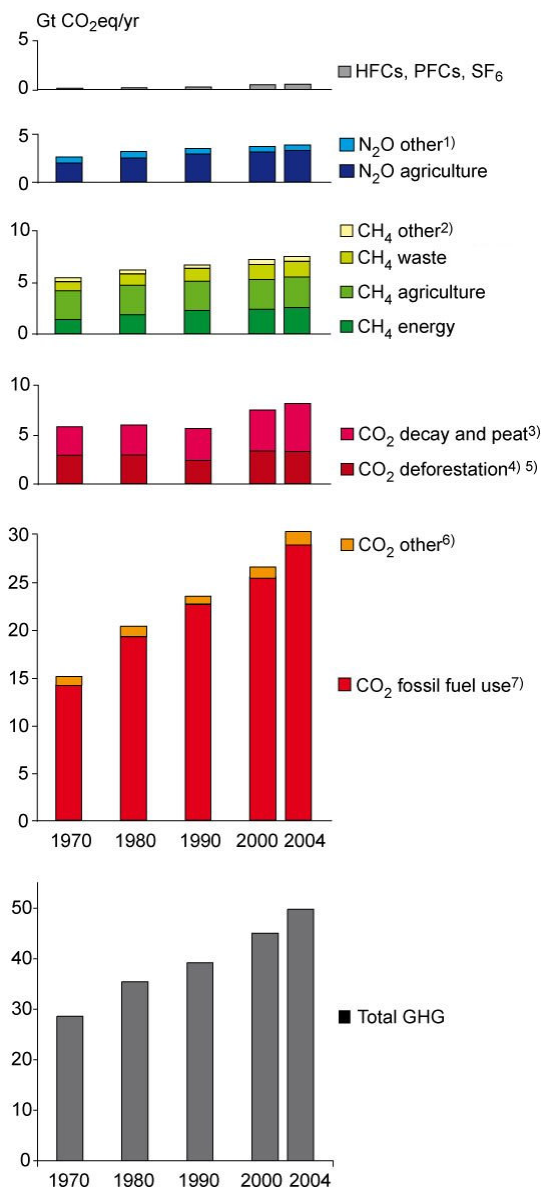 Gt CO₂eq/yr
5
0
HFCs, PFCs, SF₆
5
0
N₂O other¹⁾
N₂O agriculture
10
5
0
CH₄ other²⁾
CH₄ waste
CH₄ agriculture
CH₄ energy
10
5
0
CO₂ decay and peat³⁾
CO₂ deforestation⁴⁾ ⁵⁾
30
25
20
15
10
5
0
CO₂ other⁶⁾
CO₂ fossil fuel use⁷⁾
1970 1980 1990 2000 2004
50
40
30
20
10
0
Total GHG
1970 1980 1990 2000 2004